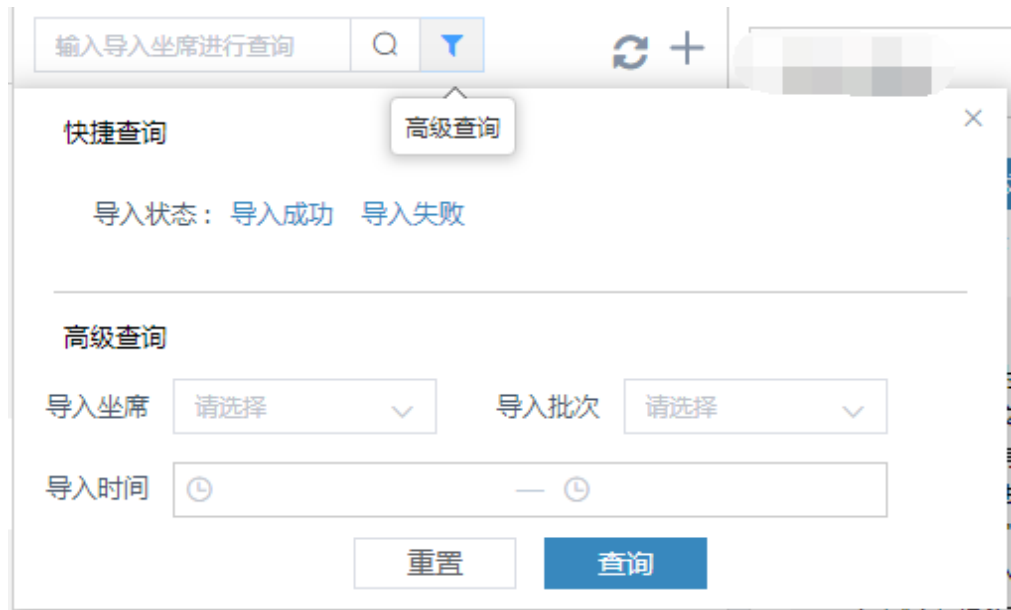 输入导入坐席进行查询
高级查询
快捷查询
导入状态： 导入成功 导入失败
高级查询
导入坐席 请选择 导入批次 请选择
导入时间 —
重置 查询